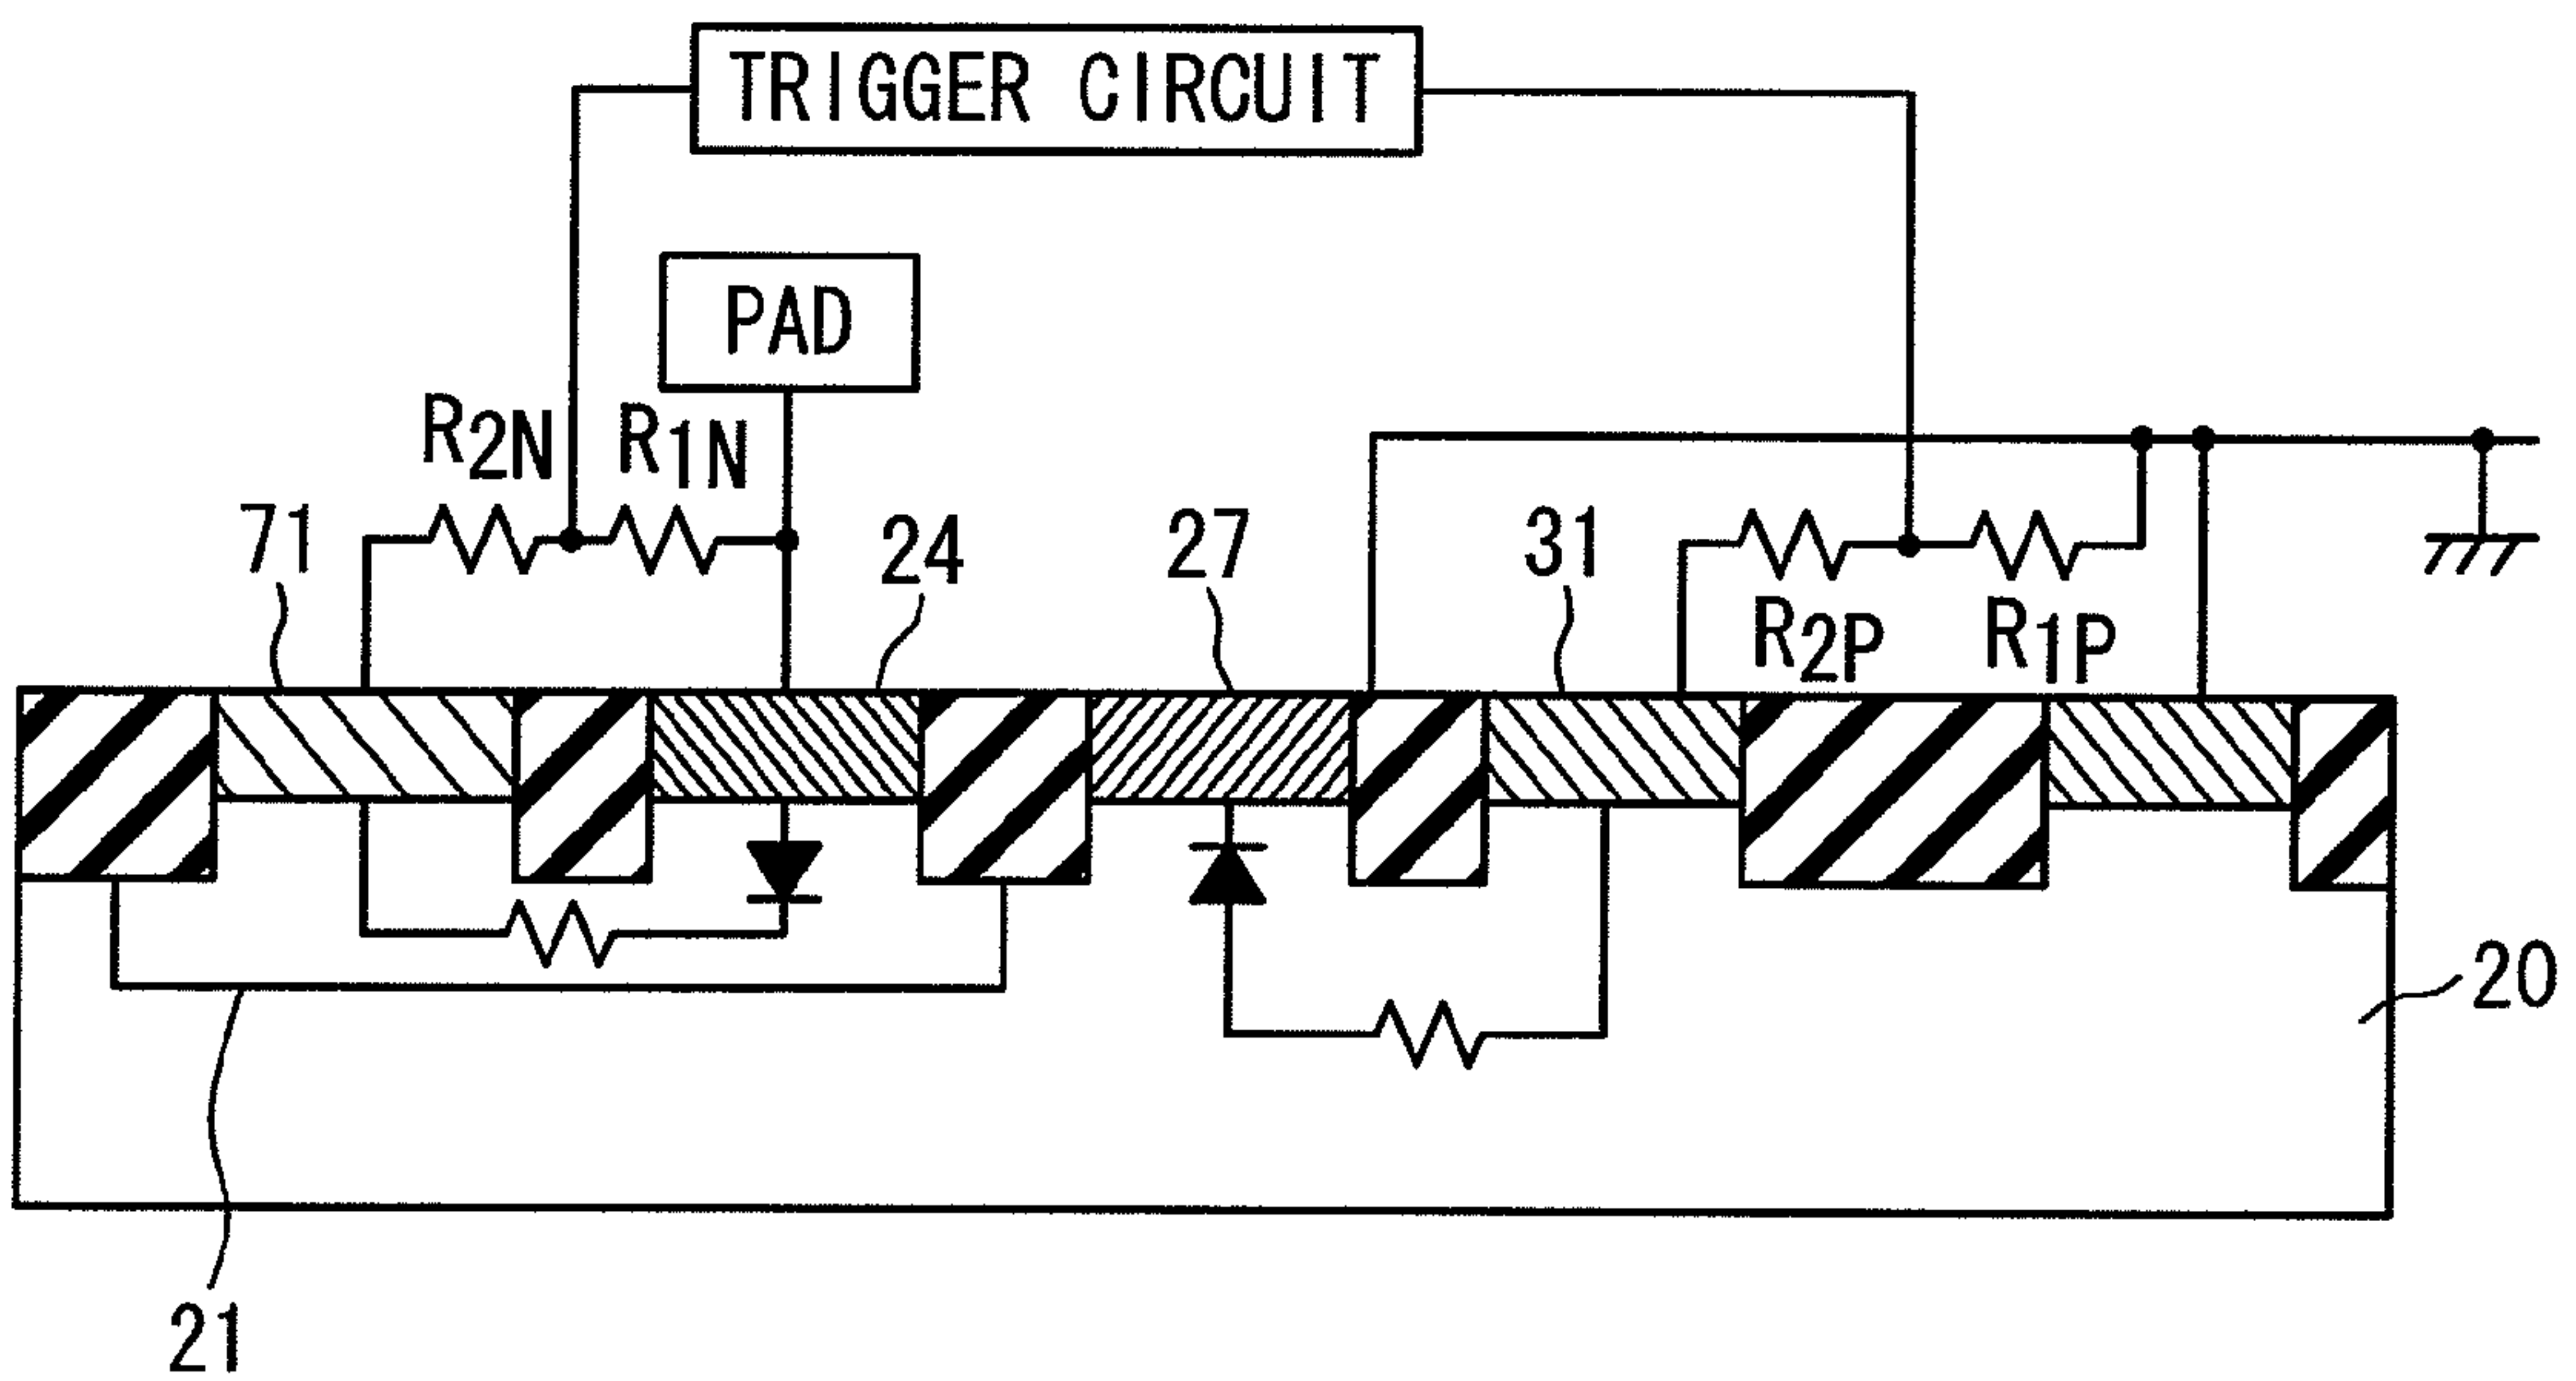 TRIGGER CIRCUIT
PAD
R2N R1N
71 24 27 31
R2P R1P
20
21